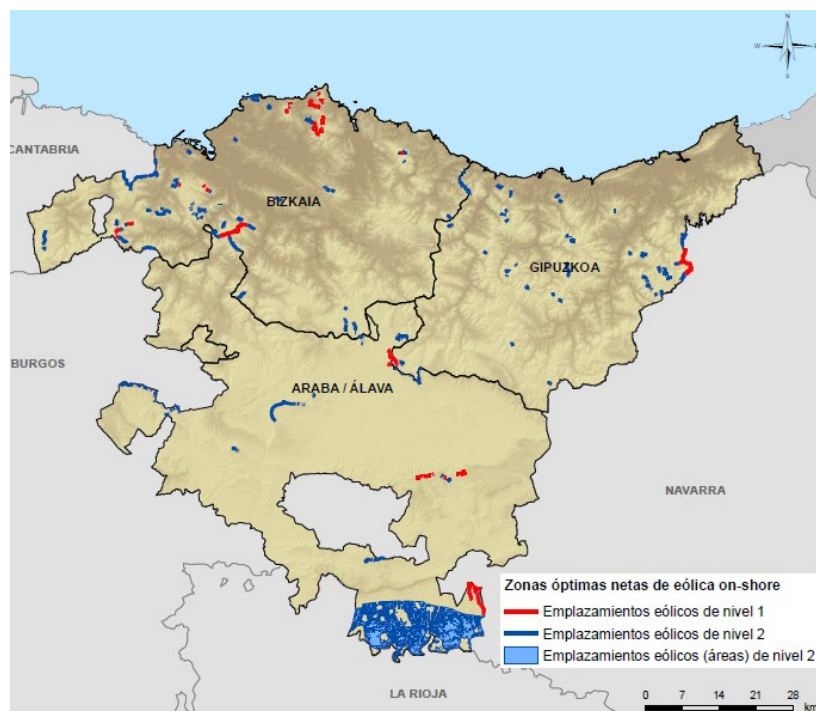 N
W E
S
CANTABRIA
BIZKAIA
GIPUZKOA
BURGOS
ARABA / ÁLAVA
NAVARRA
Zonas óptimas netas de eólica on-shore
Emplazamientos eólicos de nivel 1
Emplazamientos eólicos de nivel 2
Emplazamientos eólicos (áreas) de nivel 2
LA RIOJA
0 7 14 21 28
km